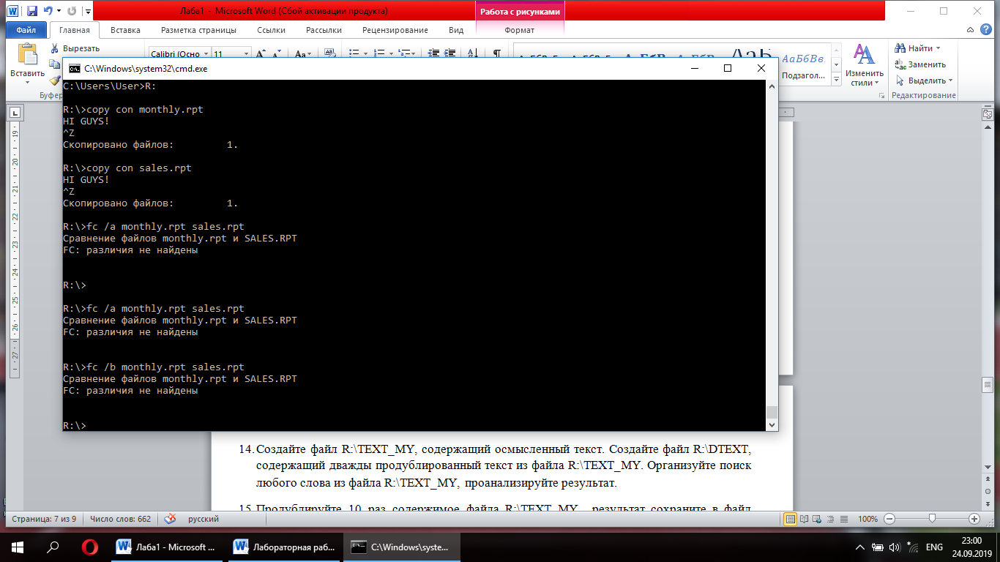 Лаба1 - Microsoft Word (Сбой активации продукта)
Работа с рисунками
Файл
Главная
Вставка
Разметка страницы
Ссылки
Рассылки
Рецензирование
Вид
Формат
Вставить
Вырезать
Calibri (Осно
11
АаБбВв.
Подзагол...
Изменить стили
Найти
Заменить
Выделить
Редактирование
C:\Windows\system32\cmd.exe
C:\Users\User>R:
R:\>copy con monthly.rpt
HI GUYS!
^Z
Скопировано файлов: 1.
R:\>copy con sales.rpt
HI GUYS!
^Z
Скопировано файлов: 1.
R:\>fc /a monthly.rpt sales.rpt
Сравнение файлов monthly.rpt и SALES.RPT
FC: различия не найдены
R:\>
R:\>fc /a monthly.rpt sales.rpt
Сравнение файлов monthly.rpt и SALES.RPT
FC: различия не найдены
R:\>fc /b monthly.rpt sales.rpt
Сравнение файлов monthly.rpt и SALES.RPT
FC: различия не найдены
R:\>
14. Создайте файл R:\TEXT_MY, содержащий осмысленный текст. Создайте файл R:\DTEXT,
содержащий дважды продублированный текст из файла R:\TEXT_MY. Организуйте поиск
любого слова из файла R:\TEXT_MY, проанализируйте результат.
15. Продублируйте 10 раз содержимое файла R:\TEXT_MY, результат сохраните в файл
Страница: 7 из 9
Число слов: 662
русский
100%
Лаба1 - Microsoft ...
Лабораторная раб...
C:\Windows\syste...
ENG
23:00
24.09.2019